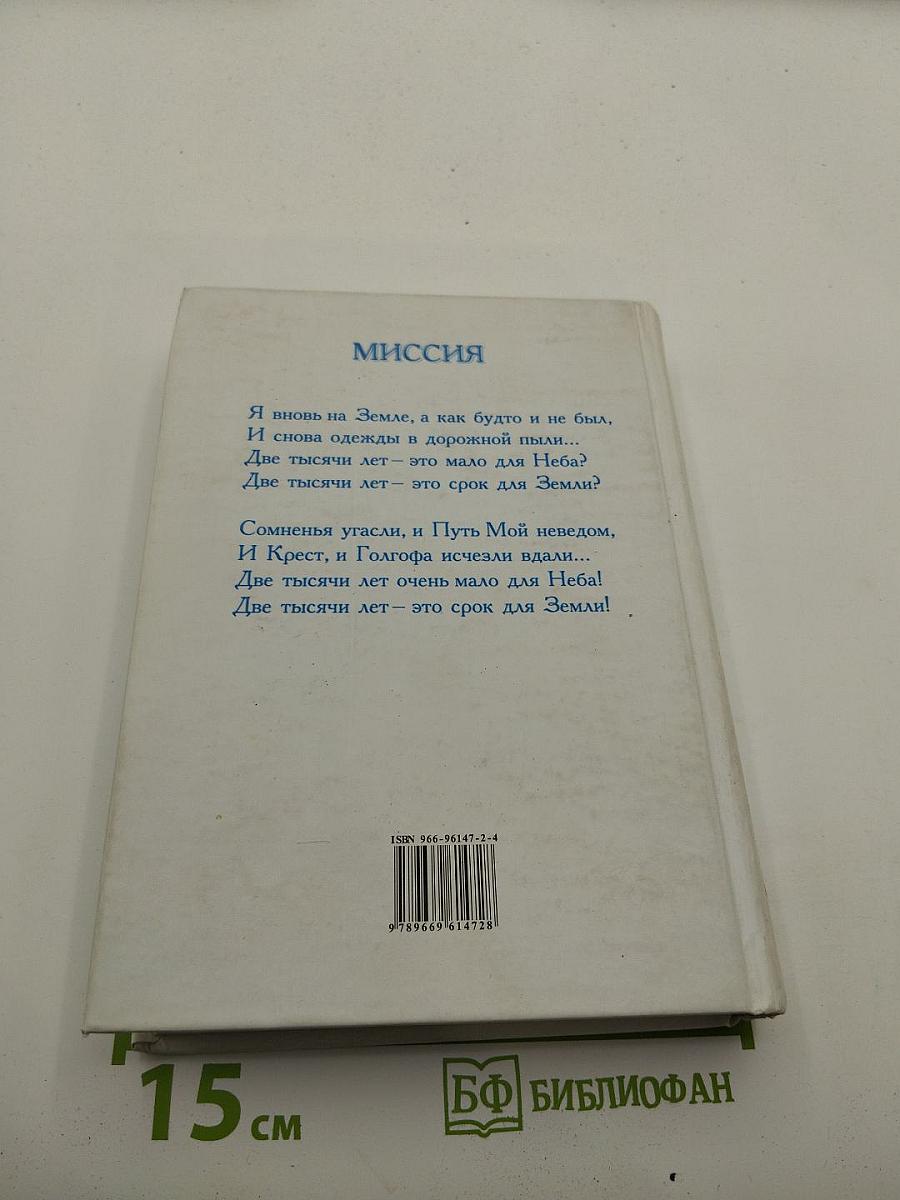 МИССИЯ
Я вновь на Земле, а как будто и не был,
И снова одежды в дорожной пыли...
Две тысячи лет — это мало для Неба?
Две тысячи лет — это срок для Земли?
Сомненья угасли, и Путь Мой неведом,
И Крест, и Голгофа исчезли вдали...
Две тысячи лет очень мало для Неба!
Две тысячи лет — это срок для Земли!
ISBN 966-96147-2-4
9 789669 614728
15 см
БФ БИБЛИОФАН